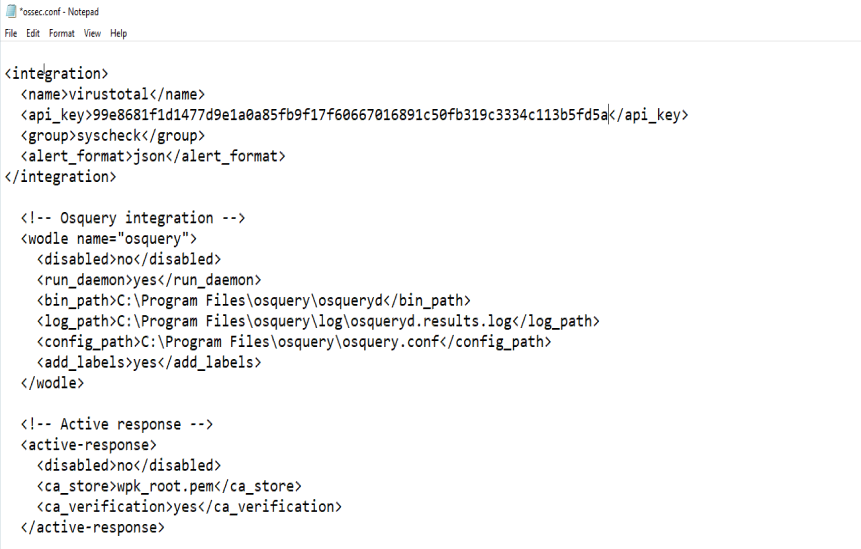 *ossec.conf - Notepad
File Edit Format View Help
<integration>
<name>virustotal</name>
<api_key>99e8681f1d1477d9e1a0a85fb9f17f60667016891c50fb319c3334c113b5fd5a</api_key>
<group>syscheck</group>
<alert_format>json</alert_format>
</integration>
<!-- Osquery integration -->
<wodle name="osquery">
<disabled>no</disabled>
<run_daemon>yes</run_daemon>
<bin_path>C:\Program Files\osquery\osqueryd</bin_path>
<log_path>C:\Program Files\osquery\log\osqueryd.results.log</log_path>
<config_path>C:\Program Files\osquery\osquery.conf</config_path>
<add_labels>yes</add_labels>
</wodle>
<!-- Active response -->
<active-response>
<disabled>no</disabled>
<ca_store>wpk_root.pem</ca_store>
<ca_verification>yes</ca_verification>
</active-response>